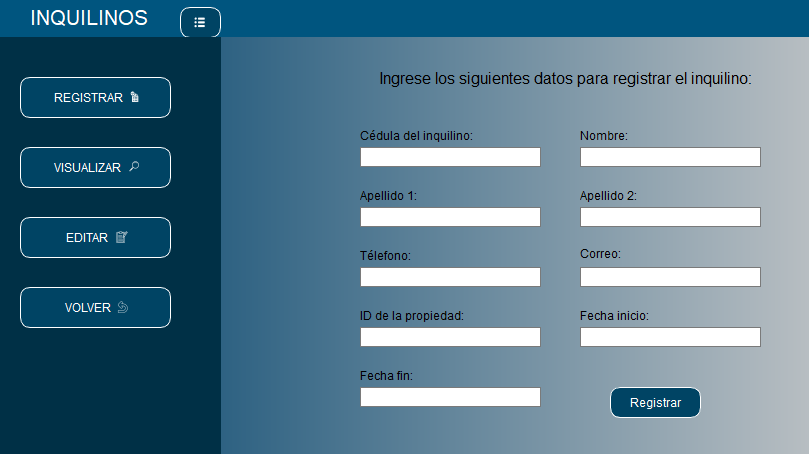 INQUILINOS
REGISTRAR
VISUALIZAR
EDITAR
VOLVER
Ingrese los siguientes datos para registrar el inquilino:
Cédula del inquilino:
Nombre:
Apellido 1:
Apellido 2:
Télefono:
Correo:
ID de la propiedad:
Fecha inicio:
Fecha fin:
Registrar